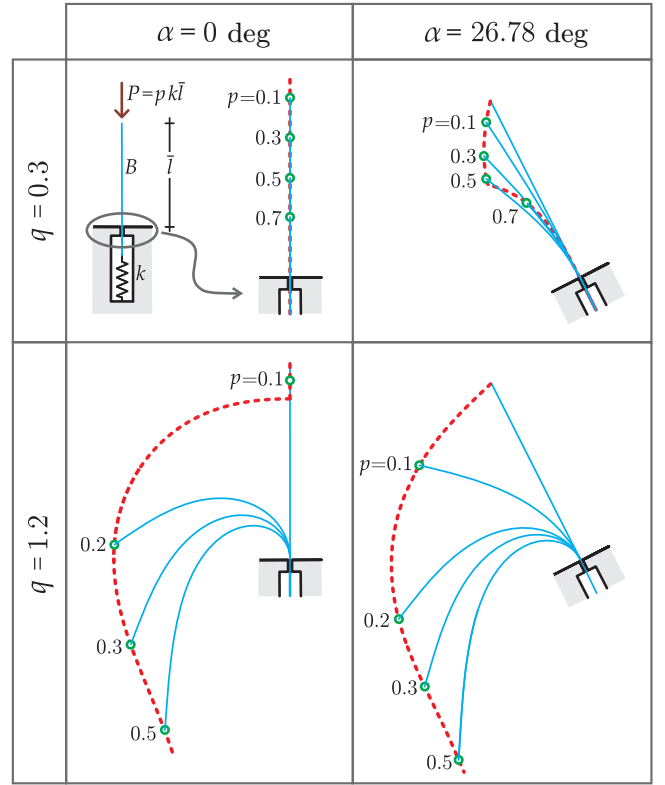 α = 0 deg
α = 26.78 deg
q = 0.3
P=pkl̄
B
l̄
k
p=0.1
0.3
0.5
0.7
p=0.1
0.3
0.5
0.7
q = 1.2
p=0.1
0.2
0.3
0.5
p=0.1
0.2
0.3
0.5